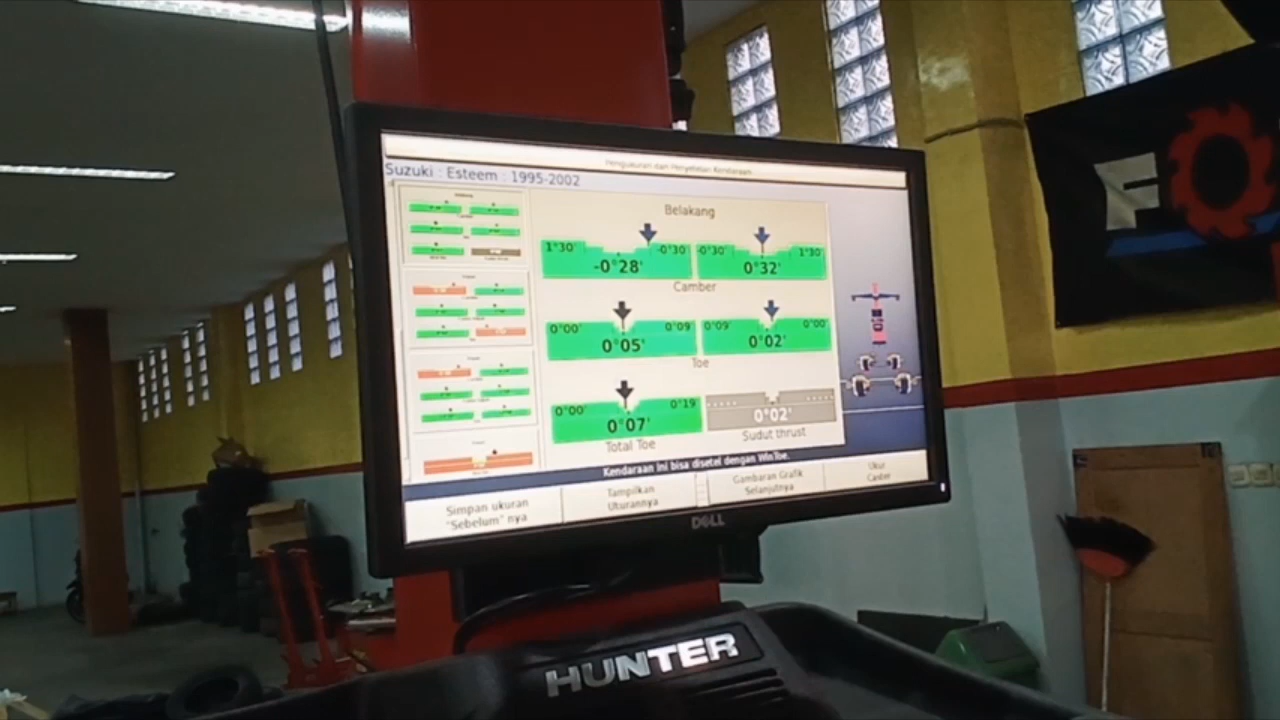 Pengukuran dan Penyetelan Kendaraan
Suzuki : Esteem : 1995-2002
Belakang
1°30' -0°30' -0°30' 1°30'
-0°28' 0°32'
Camber
0°00' 0°09' 0°09' 0°00'
0°05' 0°02'
Toe
0°00' 0°19'
0°07' 0°02'
Total Toe Sudut thrust
Kendaraan Ini bisa disetel dengan WinToe.
Simpan ukuran "Sebelum" nya
Tampilkan Uturannya
Gambaran Grafik Selanjutnya
Ukur Caster
DELL
HUNTER